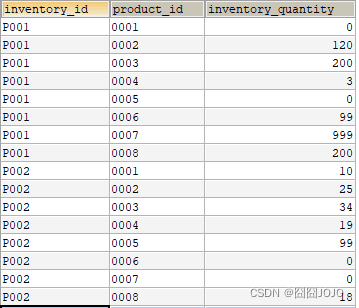 inventory_id product_id inventory_quantity
P001 0001 0
P001 0002 120
P001 0003 200
P001 0004 3
P001 0005 0
P001 0006 99
P001 0007 999
P001 0008 200
P002 0001 10
P002 0002 25
P002 0003 34
P002 0004 19
P002 0005 99
P002 0006 0
P002 0007 0
P002 0008 18
CSDN @囧囧JOJO